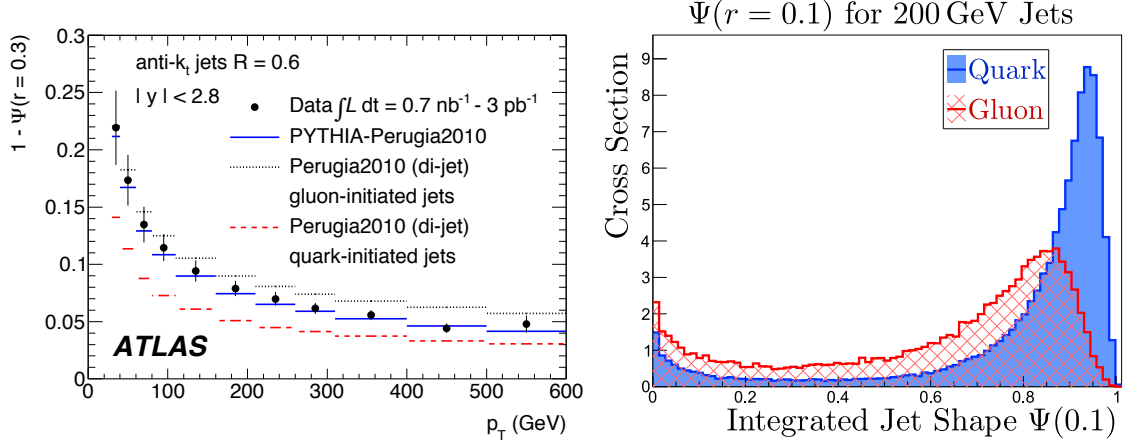 1 - Ψ(r = 0.3)
0.3
0.25
0.2
0.15
0.1
0.05
0
anti-kt jets R = 0.6
| y | < 2.8
Data ∫L dt = 0.7 nb⁻¹ - 3 pb⁻¹
PYTHIA-Perugia2010
Perugia2010 (di-jet)
gluon-initiated jets
Perugia2010 (di-jet)
quark-initiated jets
ATLAS
0 100 200 300 400 500 600
pT (GeV)
Ψ(r = 0.1) for 200 GeV Jets
Cross Section
9
8
7
6
5
4
3
2
1
0
Quark
Gluon
0 0.2 0.4 0.6 0.8 1
Integrated Jet Shape Ψ(0.1)